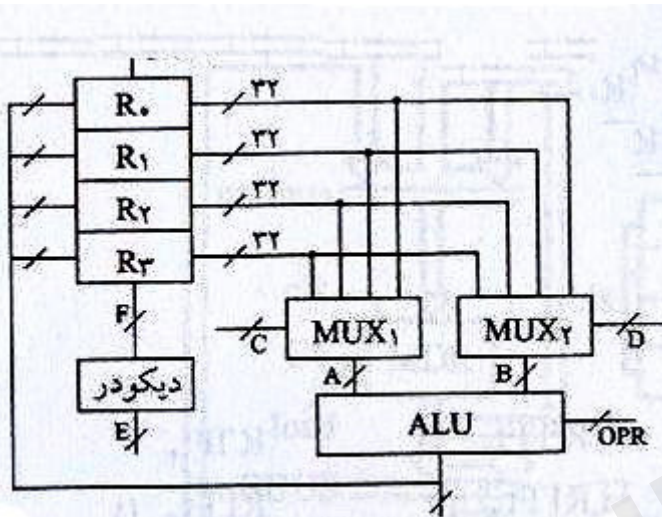 R۰ ۳۲
R۱ ۳۲
R۲ ۳۲
R۳ ۳۲
F
C MUX۱ MUX۲ D
دیکودر A B
E ALU OPR